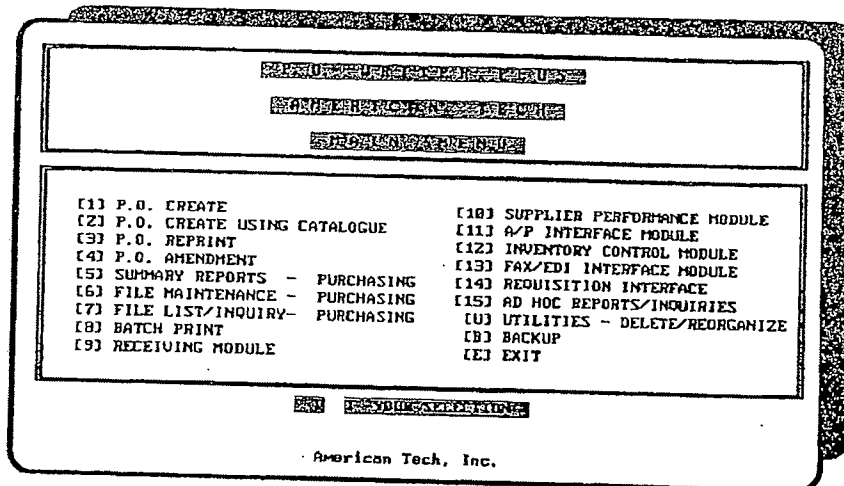 [1] P.O. CREATE
[2] P.O. CREATE USING CATALOGUE
[3] P.O. REPRINT
[4] P.O. AMENDMENT
[5] SUMMARY REPORTS - PURCHASING
[6] FILE MAINTENANCE - PURCHASING
[7] FILE LIST/INQUIRY- PURCHASING
[8] BATCH PRINT
[9] RECEIVING MODULE
[10] SUPPLIER PERFORMANCE MODULE
[11] A/P INTERFACE MODULE
[12] INVENTORY CONTROL MODULE
[13] FAX/EDI INTERFACE MODULE
[14] REQUISITION INTERFACE
[15] AD HOC REPORTS/INQUIRIES
[U] UTILITIES - DELETE/REORGANIZE
[B] BACKUP
[E] EXIT
YOUR SELECTION
American Tech, Inc.